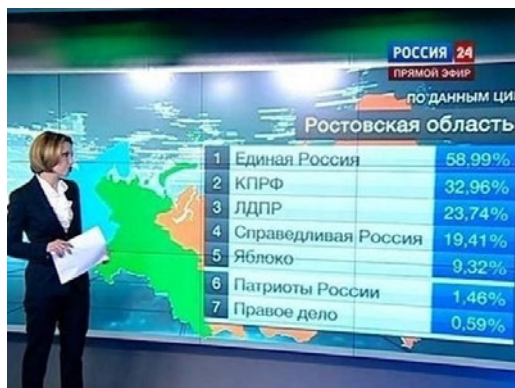 РОССИЯ 24
ПРЯМОЙ ЭФИР
ПО ДАННЫМ ЦИ
Ростовская область
1 Единая Россия 58,99%
2 КПРФ 32,96%
3 ЛДПР 23,74%
4 Справедливая Россия 19,41%
5 Яблоко 9,32%
6 Патриоты России 1,46%
7 Правое дело 0,59%